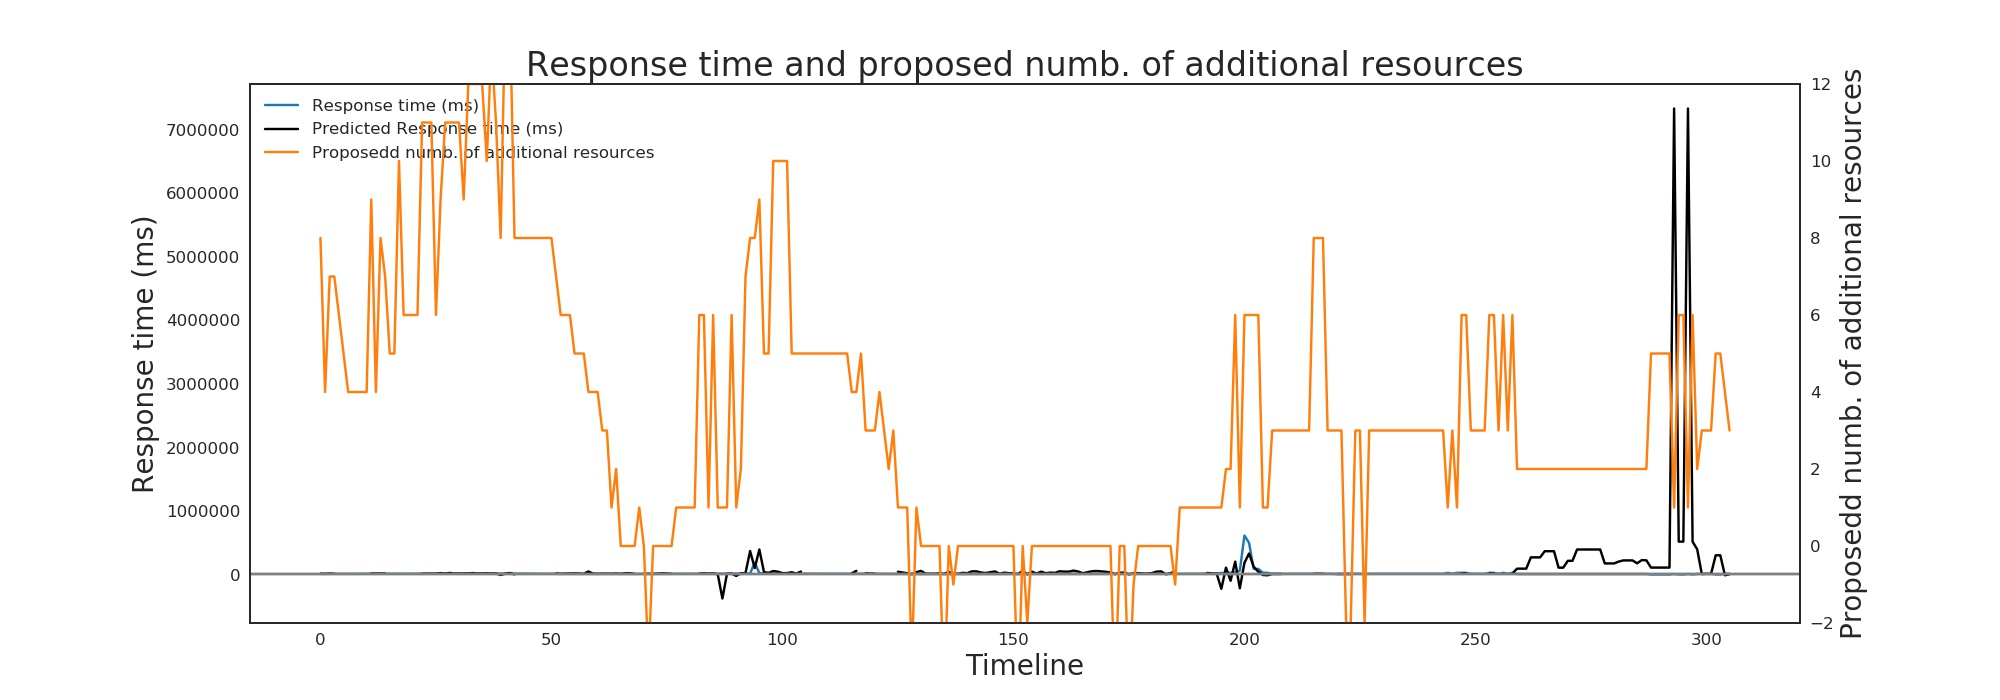 Response time and proposed numb. of additional resources
Response time (ms)
Predicted Response time (ms)
Proposedd numb. of additional resources
Response time (ms)
7000000
6000000
5000000
4000000
3000000
2000000
1000000
0
12
10
8
6
4
2
0
−2
Proposedd numb. of additional resources
0 50 100 150 200 250 300
Timeline